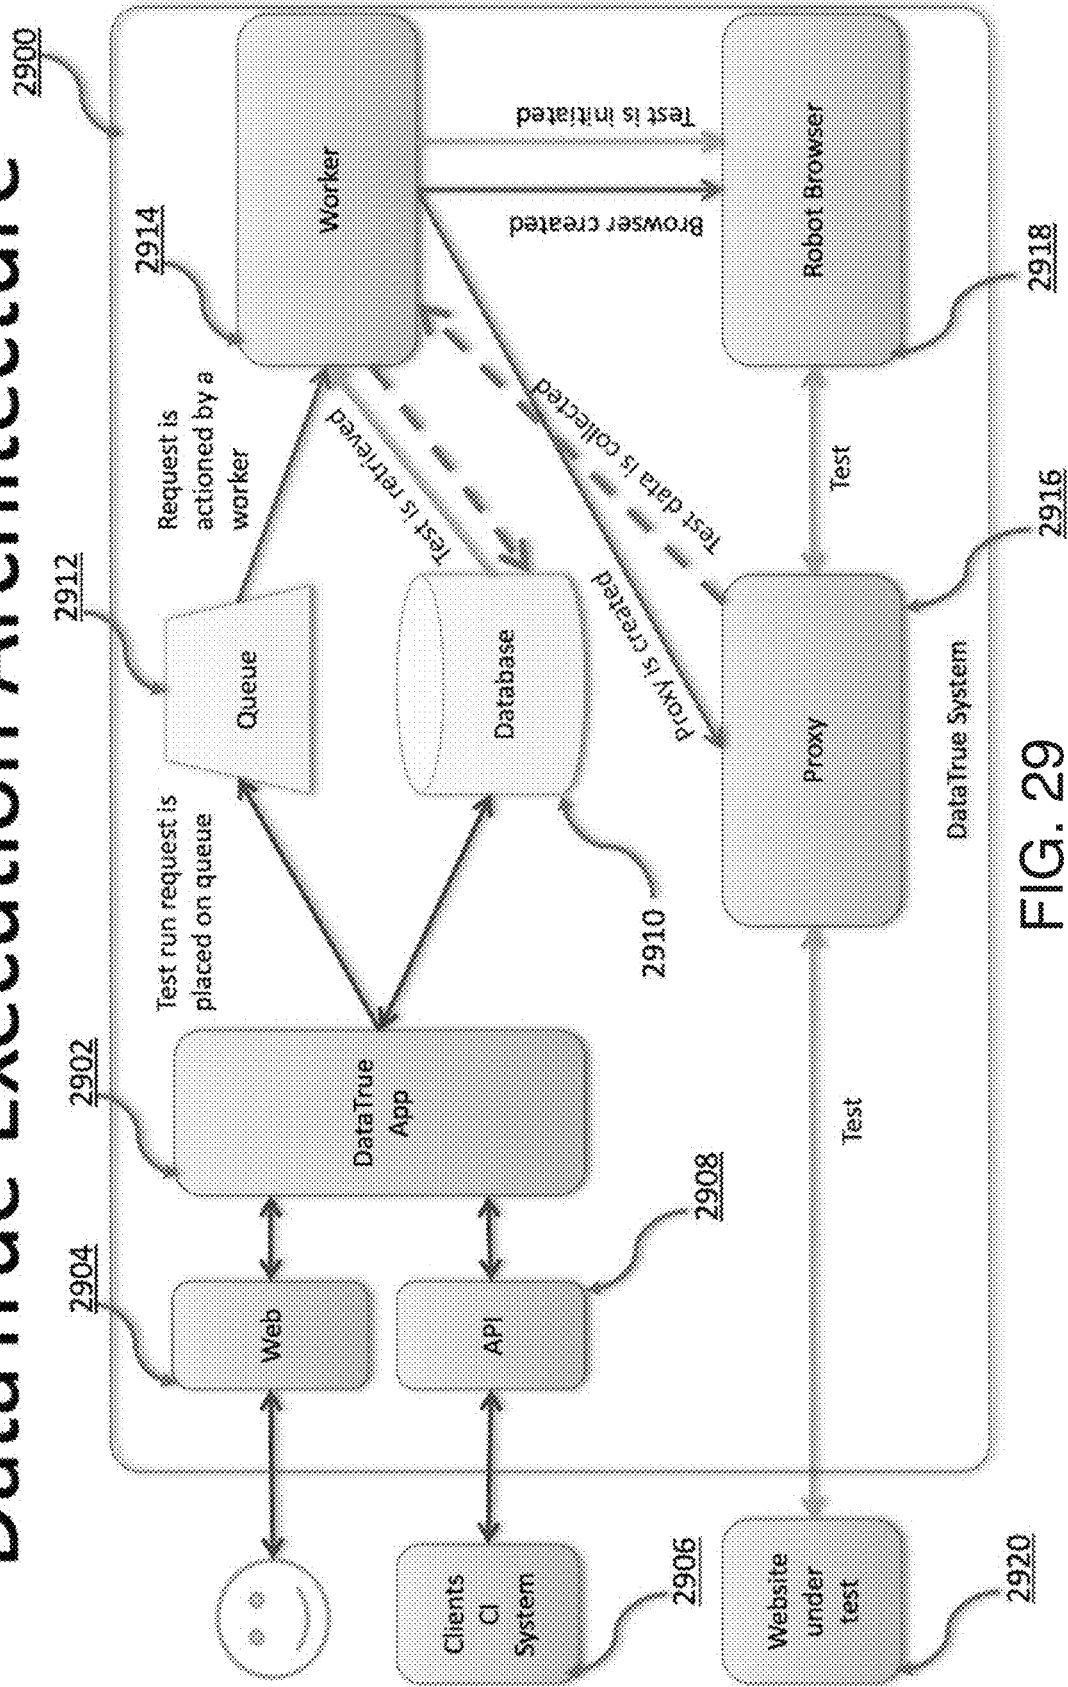 DataTrue Execution Architecture
2900
2904
2902
2912
2914
Test run request is
placed on queue
Request is
actioned by a
worker
Web
DataTrue
App
Queue
Worker
Test is retrieved
Clients
CI
System
API
Database
2906
2908
2910
Proxy is created
Test data is collected
Browser created
Test is initiated
Website
under
test
Test
Proxy
Test
Robot Browser
DataTrue System
2920
2916
2918
FIG. 29